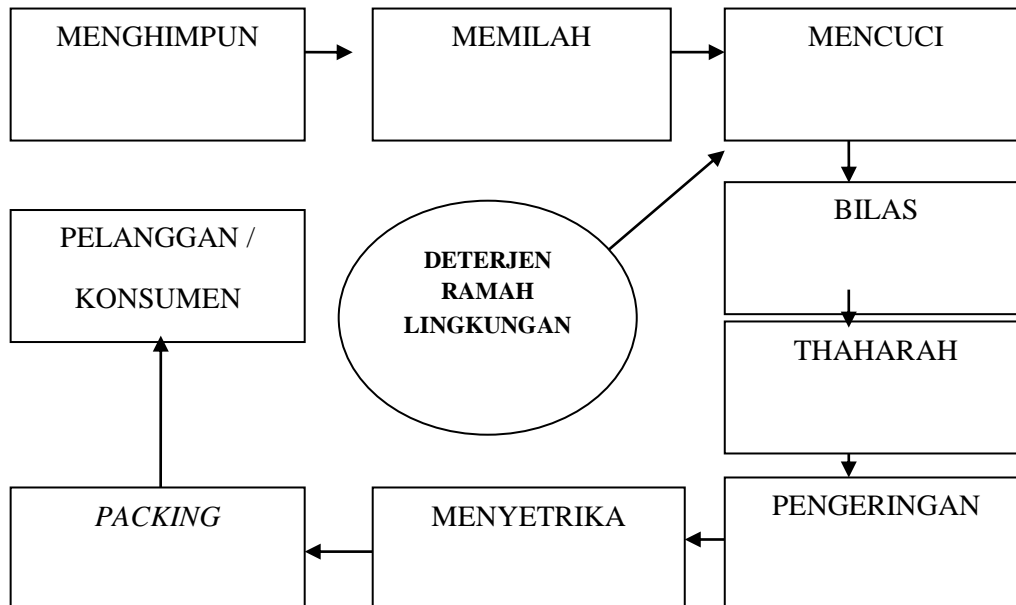 MENGHIMPUN
MEMILAH
MENCUCI
BILAS
PELANGGAN /
KONSUMEN
DETERJEN
RAMAH
LINGKUNGAN
THAHARAH
PACKING
MENYETRIKA
PENGERINGAN